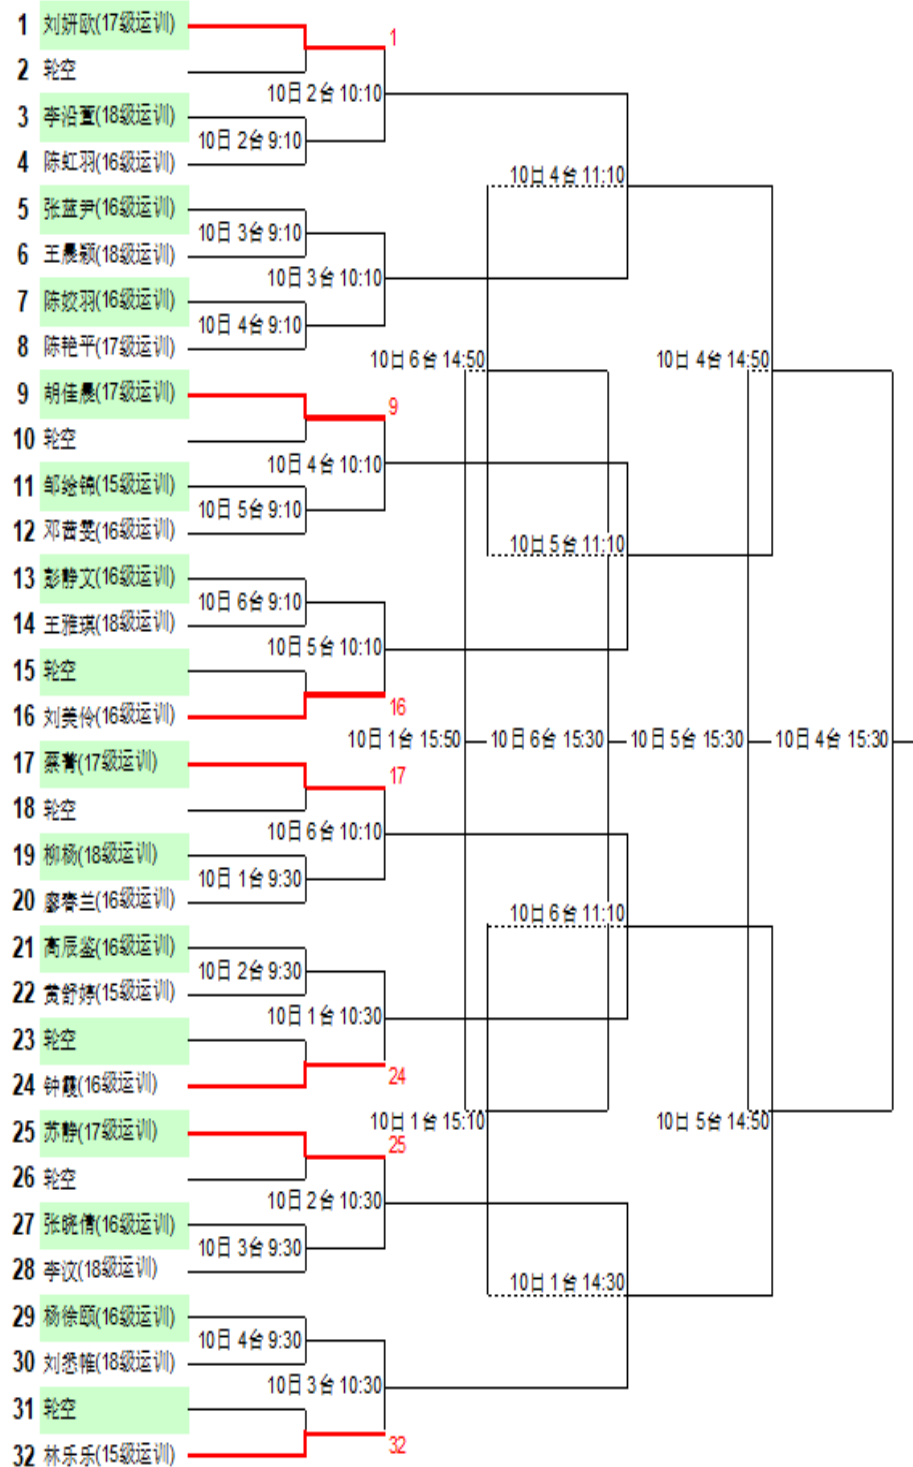 1 刘妍欧(17级运训)
1
2 轮空
10日 2台 10:10
3 李沿萱(18级运训)
10日 2台 9:10
4 陈虹羽(16级运训)
10日 4台 11:10
5 张蓝尹(16级运训)
10日 3台 9:10
6 王晨颖(18级运训)
10日 3台 10:10
7 陈姣羽(16级运训)
10日 4台 9:10
8 陈艳平(17级运训)
10日 6台 14:50
10日 4台 14:50
9 胡佳晨(17级运训)
9
10 轮空
10日 4台 10:10
11 邹绘锦(15级运训)
10日 5台 9:10
12 邓茜雯(16级运训)
10日 5台 11:10
13 彭静文(16级运训)
10日 6台 9:10
14 王雅琪(18级运训)
10日 5台 10:10
15 轮空
16 刘美伶(16级运训)
16
10日 1台 15:50
10日 6台 15:30
10日 5台 15:30
10日 4台 15:30
17 蔡菁(17级运训)
17
18 轮空
10日 6台 10:10
19 柳杨(18级运训)
10日 1台 9:30
20 廖春兰(16级运训)
10日 6台 11:10
21 高辰鉴(16级运训)
10日 2台 9:30
22 黄舒婷(15级运训)
10日 1台 10:30
23 轮空
24 钟霞(16级运训)
24
10日 1台 15:10
10日 5台 14:50
25 苏静(17级运训)
25
26 轮空
10日 2台 10:30
27 张晓倩(16级运训)
10日 3台 9:30
28 李汶(18级运训)
10日 1台 14:30
29 杨徐颐(16级运训)
10日 4台 9:30
30 刘(18级运训)
10日 3台 10:30
31 轮空
32 林乐乐(15级运训)
32